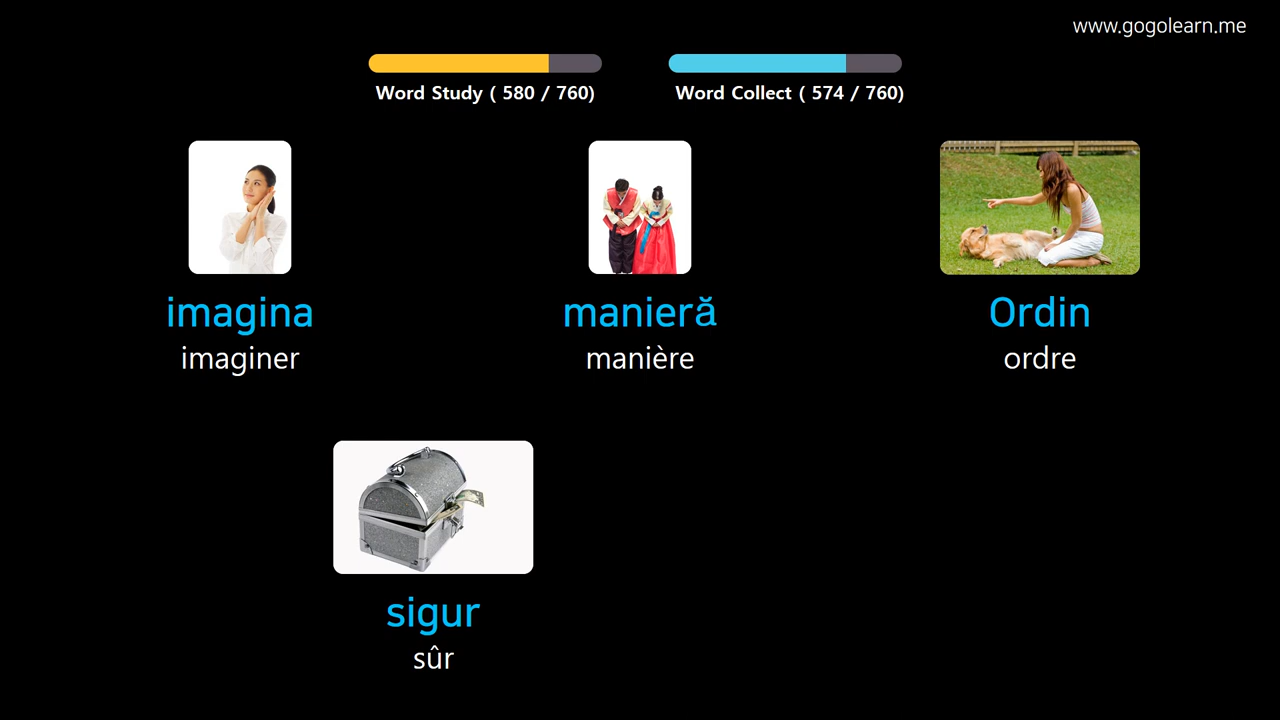 www.gogolearn.me
Word Study ( 580 / 760)
Word Collect ( 574 / 760)
imagina
imaginer
manieră
manière
Ordin
ordre
sigur
sûr